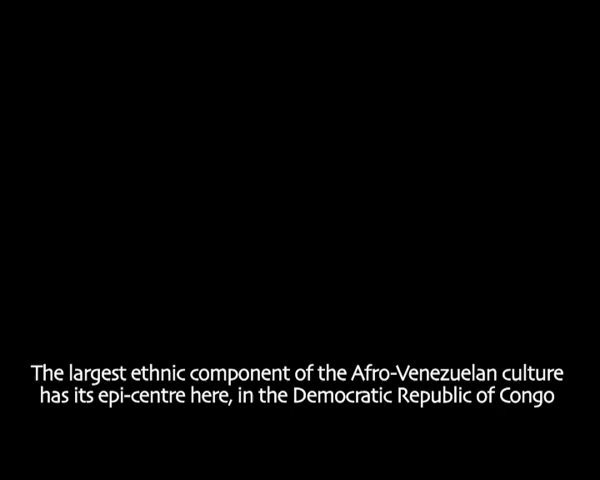 The largest ethnic component of the Afro-Venezuelan culture
has its epi-centre here, in the Democratic Republic of Congo